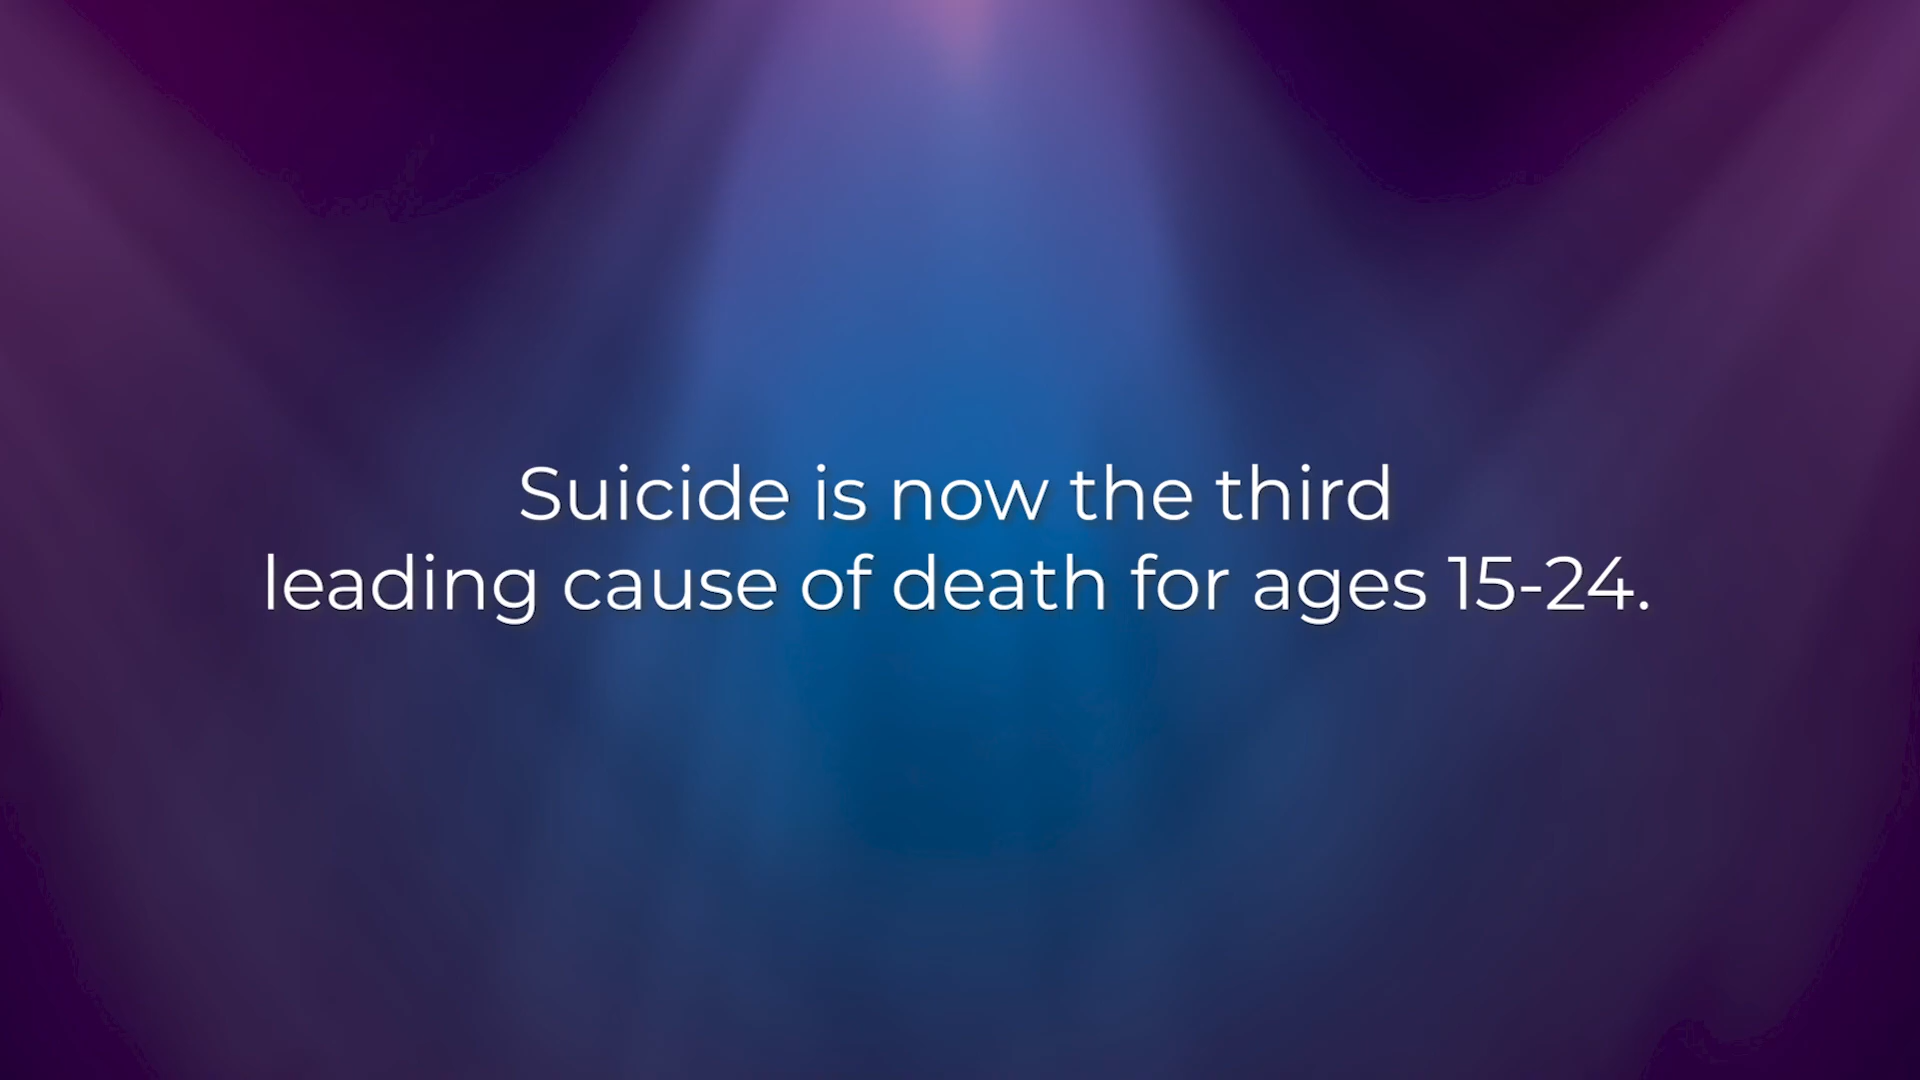 Suicide is now the third
leading cause of death for ages 15-24.